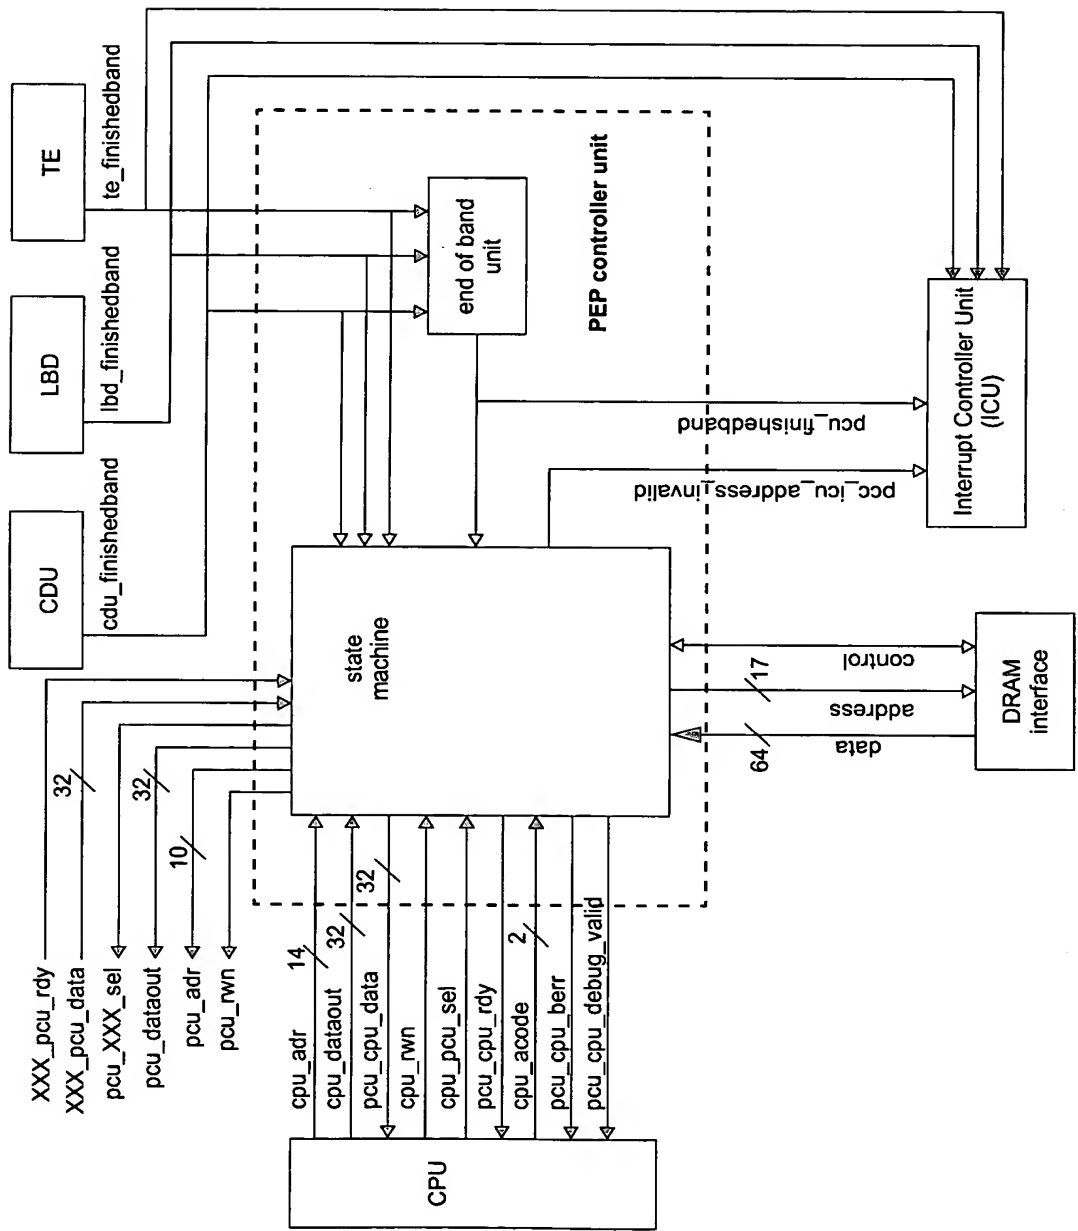 CDU
LBD
TE
cdu_finishedband
lbd_finishedband
te_finishedband
XXX_pcu_rdy
XXX_pcu_data
32
pcu_XXX_sel
pcu_dataout
32
pcu_adr
10
pcu_rwn
state
machine
end of band
unit
PEP controller unit
CPU
cpu_adr
14
cpu_dataout
32
pcu_cpu_data
32
cpu_rwn
cpu_pcu_sel
pcu_cpu_rdy
cpu_acode
2
pcu_cpu_berr
pcu_cpu_debug_valid
pcu_finishedband
pcc_icu_address_invalid
Interrupt Controller Unit
(ICU)
control
17
address
64
data
DRAM
interface